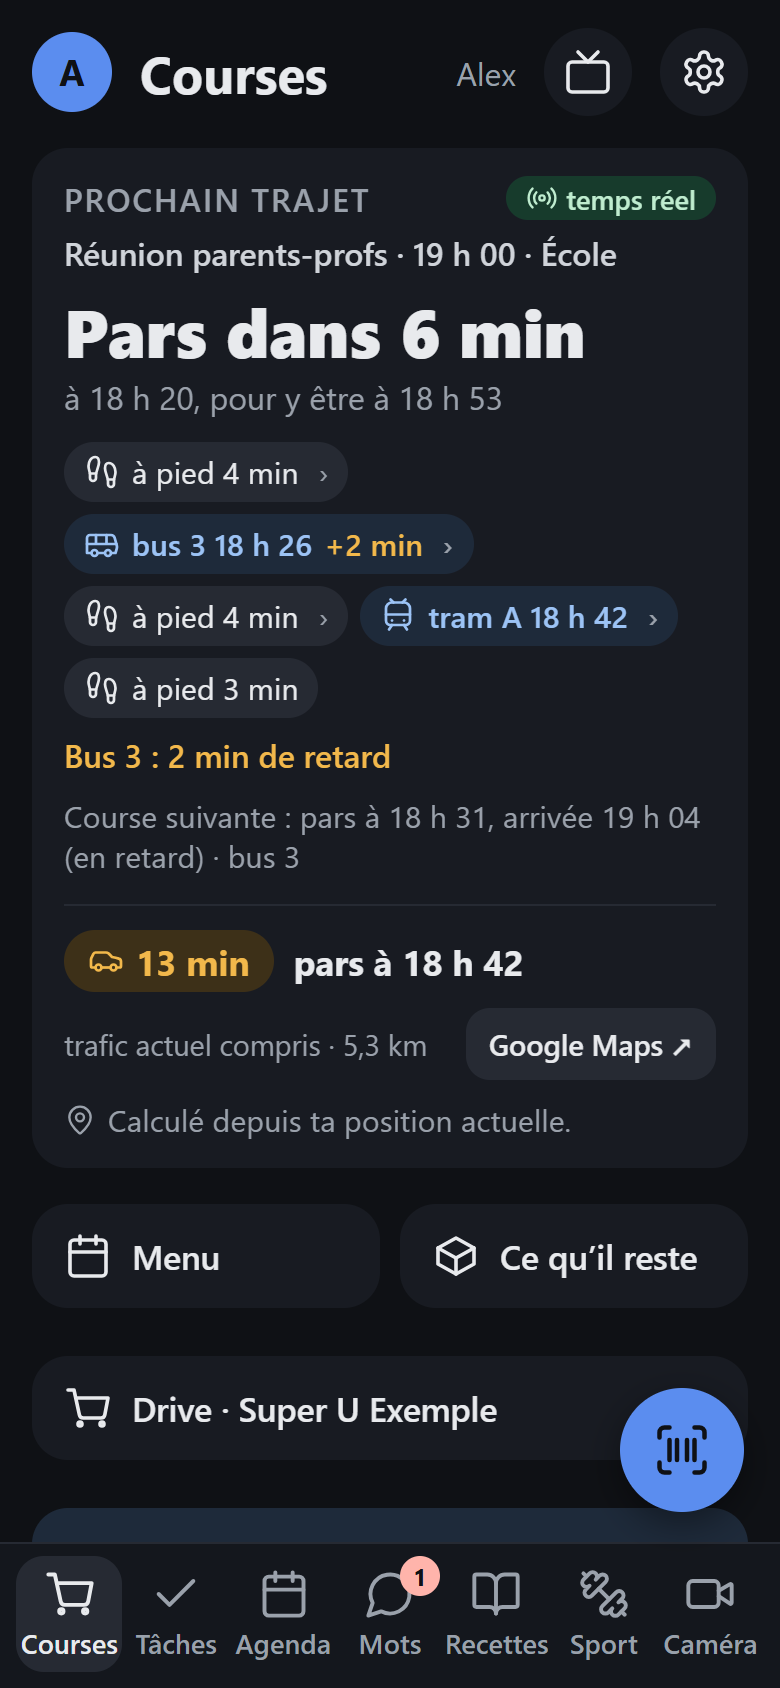 A
Courses
Alex
PROCHAIN TRAJET
temps réel
Réunion parents-profs · 19 h 00 · École
Pars dans 6 min
à 18 h 20, pour y être à 18 h 53
à pied 4 min ›
bus 3 18 h 26 +2 min ›
à pied 4 min ›
tram A 18 h 42 ›
à pied 3 min
Bus 3 : 2 min de retard
Course suivante : pars à 18 h 31, arrivée 19 h 04
(en retard) · bus 3
13 min
pars à 18 h 42
trafic actuel compris · 5,3 km
Google Maps ↗
Calculé depuis ta position actuelle.
Menu
Ce qu’il reste
Drive · Super U Exemple
1
Courses
Tâches
Agenda
Mots
Recettes
Sport
Caméra